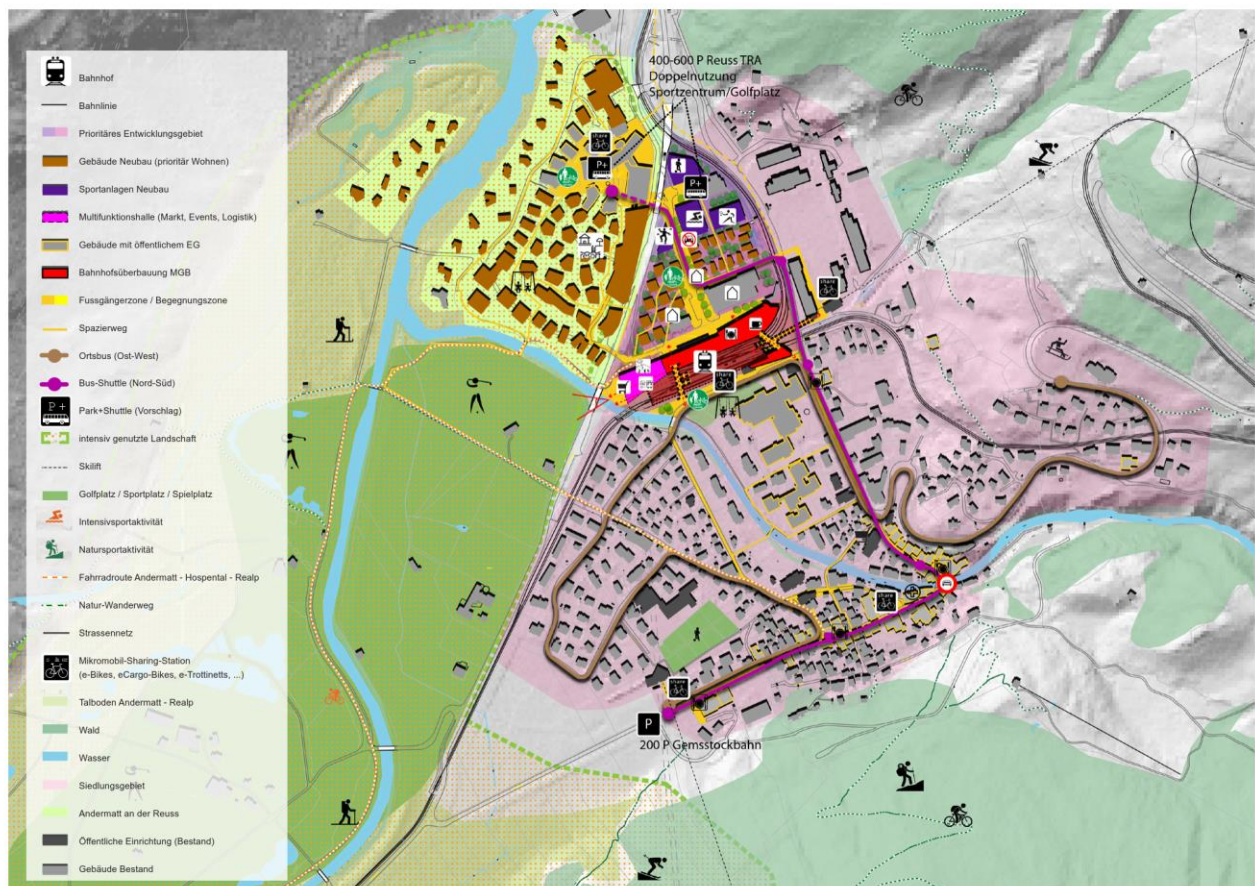 Bahnhof
Bahnlinie
Prioritäres Entwicklungsgebiet
Gebäude Neubau (prioritär Wohnen)
Sportanlagen Neubau
Multifunktionshalle (Markt, Events, Logistik)
Gebäude mit öffentlichem EG
Bahnhofsüberbauung MGB
Fussgängerzone / Begegnungszone
Spazierweg
Ortsbus (Ost-West)
Bus-Shuttle (Nord-Süd)
P +
Park+Shuttle (Vorschlag)
intensiv genutzte Landschaft
Skilift
Golfplatz / Sportplatz / Spielplatz
Intensivsportaktivität
Natursportaktivität
Fahrradroute Andermatt - Hospental - Realp
Natur-Wanderweg
Strassennetz
Mikromobil-Sharing-Station
(e-Bikes, eCargo-Bikes, e-Trottinetts, ...)
Talboden Andermatt - Realp
Wald
Wasser
Siedlungsgebiet
Andermatt an der Reuss
Öffentliche Einrichtung (Bestand)
Gebäude Bestand
400-600 P Reuss TRA
Doppelnutzung
Sportzentrum/Golfplatz
share
P+
P+
share
share
share
share
P
200 P Gemsstockbahn